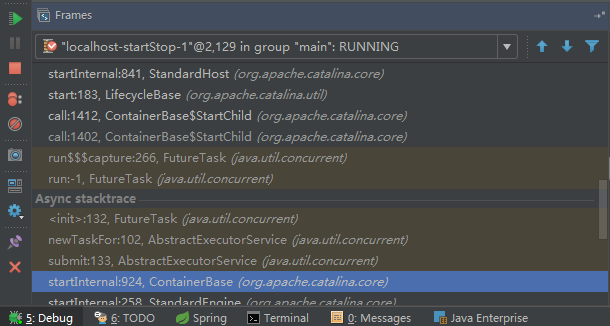 Frames
"localhost-startStop-1"@2,129 in group "main": RUNNING
startInternal:841, StandardHost (org.apache.catalina.core)
start:183, LifecycleBase (org.apache.catalina.util)
call:1412, ContainerBase$StartChild (org.apache.catalina.core)
call:1402, ContainerBase$StartChild (org.apache.catalina.core)
run$$$capture:266, FutureTask (java.util.concurrent)
run:-1, FutureTask (java.util.concurrent)
Async stacktrace
<init>:132, FutureTask (java.util.concurrent)
newTaskFor:102, AbstractExecutorService (java.util.concurrent)
submit:133, AbstractExecutorService (java.util.concurrent)
startInternal:924, ContainerBase (org.apache.catalina.core)
startInternal:258, StandardEngine (org.apache.catalina.core)
5: Debug 6: TODO Spring Terminal 0: Messages Java Enterprise